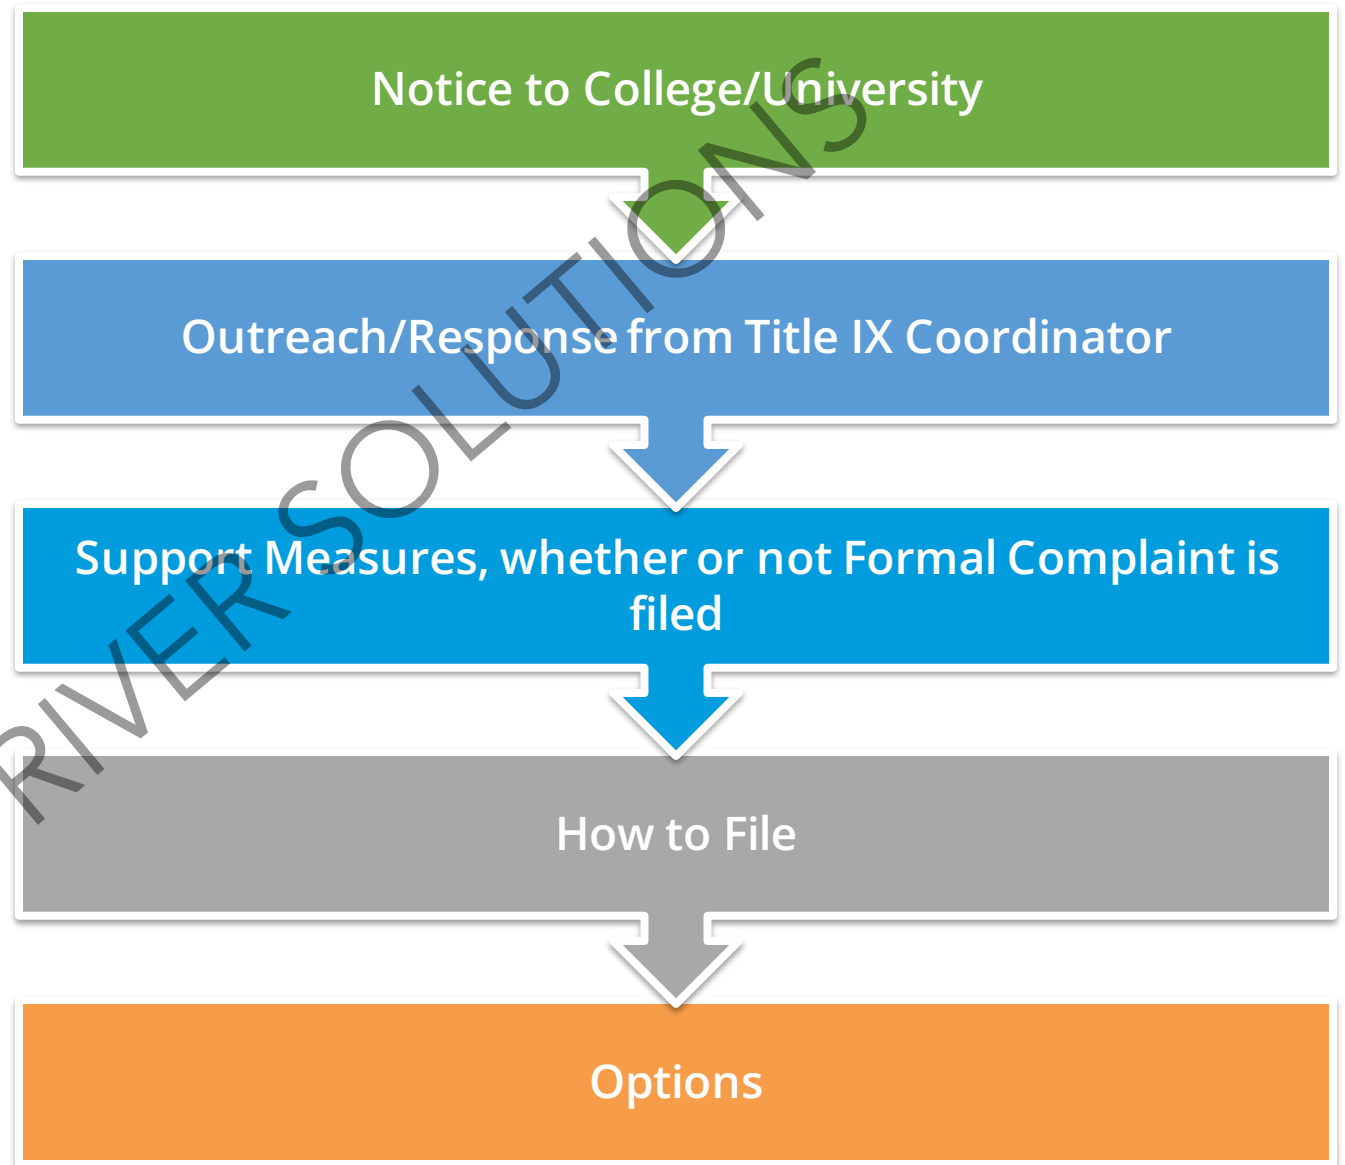 Notice to College/University
Outreach/Response from Title IX Coordinator
Support Measures, whether or not Formal Complaint is
filed
How to File
Options
RIVER SOLUTIONS